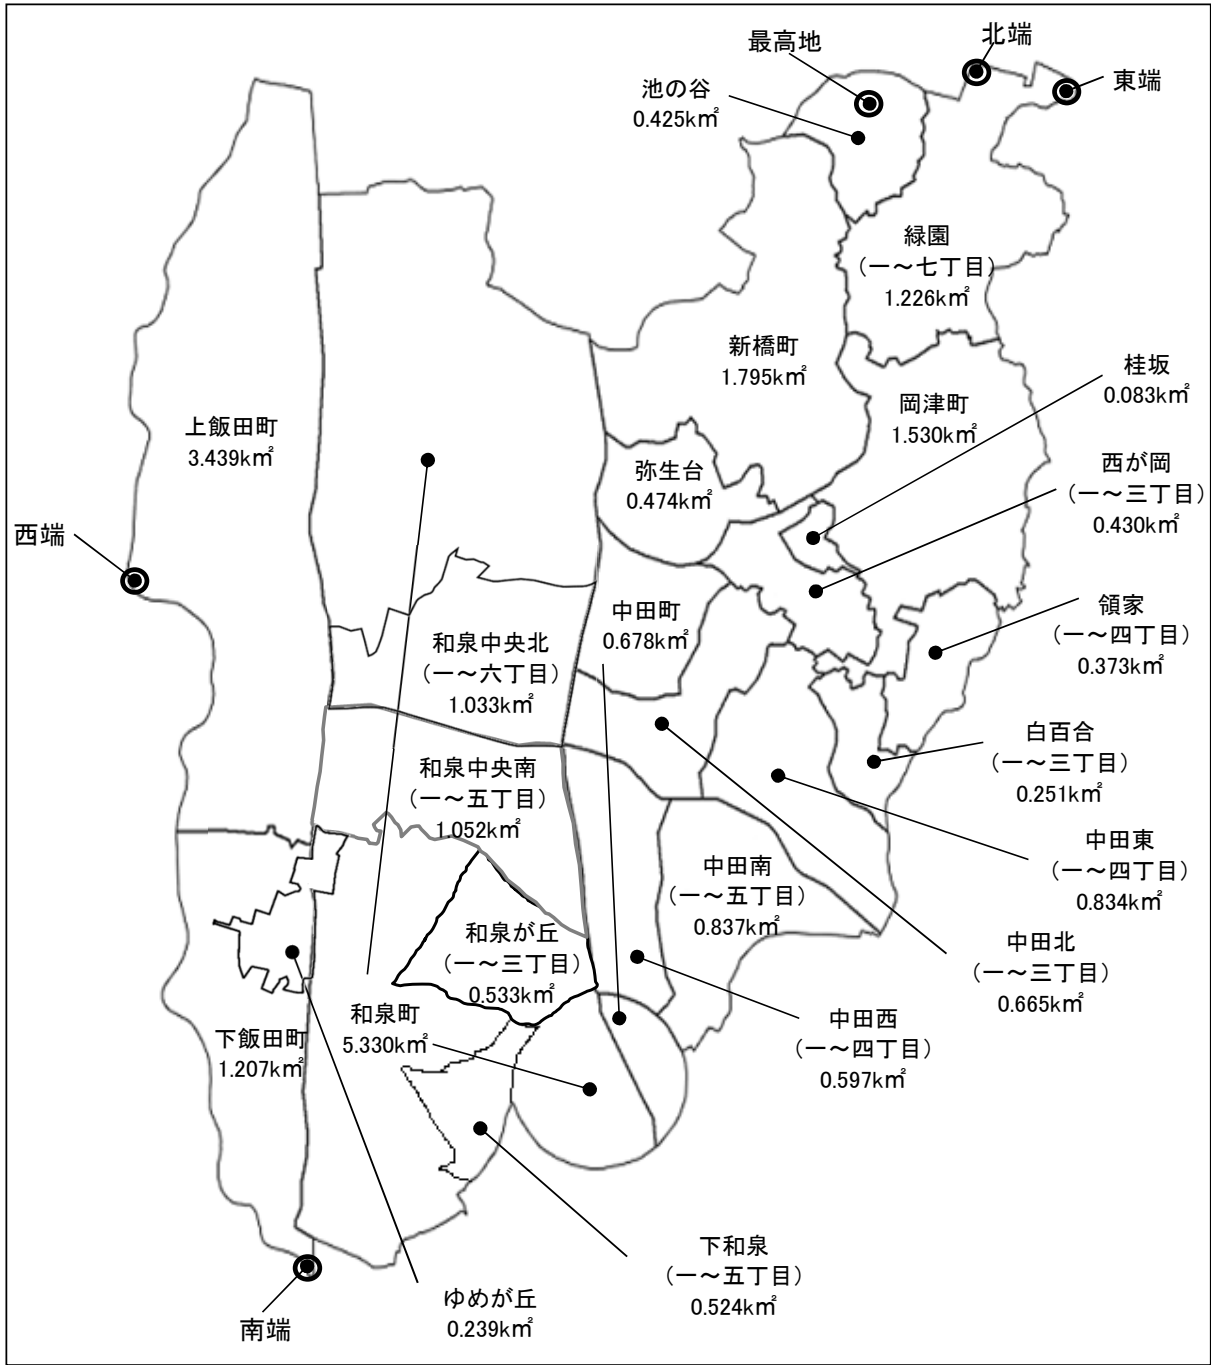 最高地
北端
東端
池の谷
0.425k㎡
緑園
(一～七丁目)
1.226k㎡
新橋町
1.795k㎡
桂坂
0.083k㎡
岡津町
1.530k㎡
上飯田町
3.439k㎡
弥生台
0.474k㎡
西が岡
(一～三丁目)
0.430k㎡
西端
中田町
0.678k㎡
領家
(一～四丁目)
0.373k㎡
和泉中央北
(一～六丁目)
1.033k㎡
白百合
(一～三丁目)
0.251k㎡
和泉中央南
(一～五丁目)
1.052k㎡
中田東
(一～四丁目)
0.834k㎡
中田南
(一～五丁目)
0.837k㎡
和泉が丘
(一～三丁目)
0.533k㎡
中田北
(一～三丁目)
0.665k㎡
和泉町
5.330k㎡
中田西
(一～四丁目)
0.597k㎡
下飯田町
1.207k㎡
下和泉
(一～五丁目)
0.524k㎡
ゆめが丘
0.239k㎡
南端